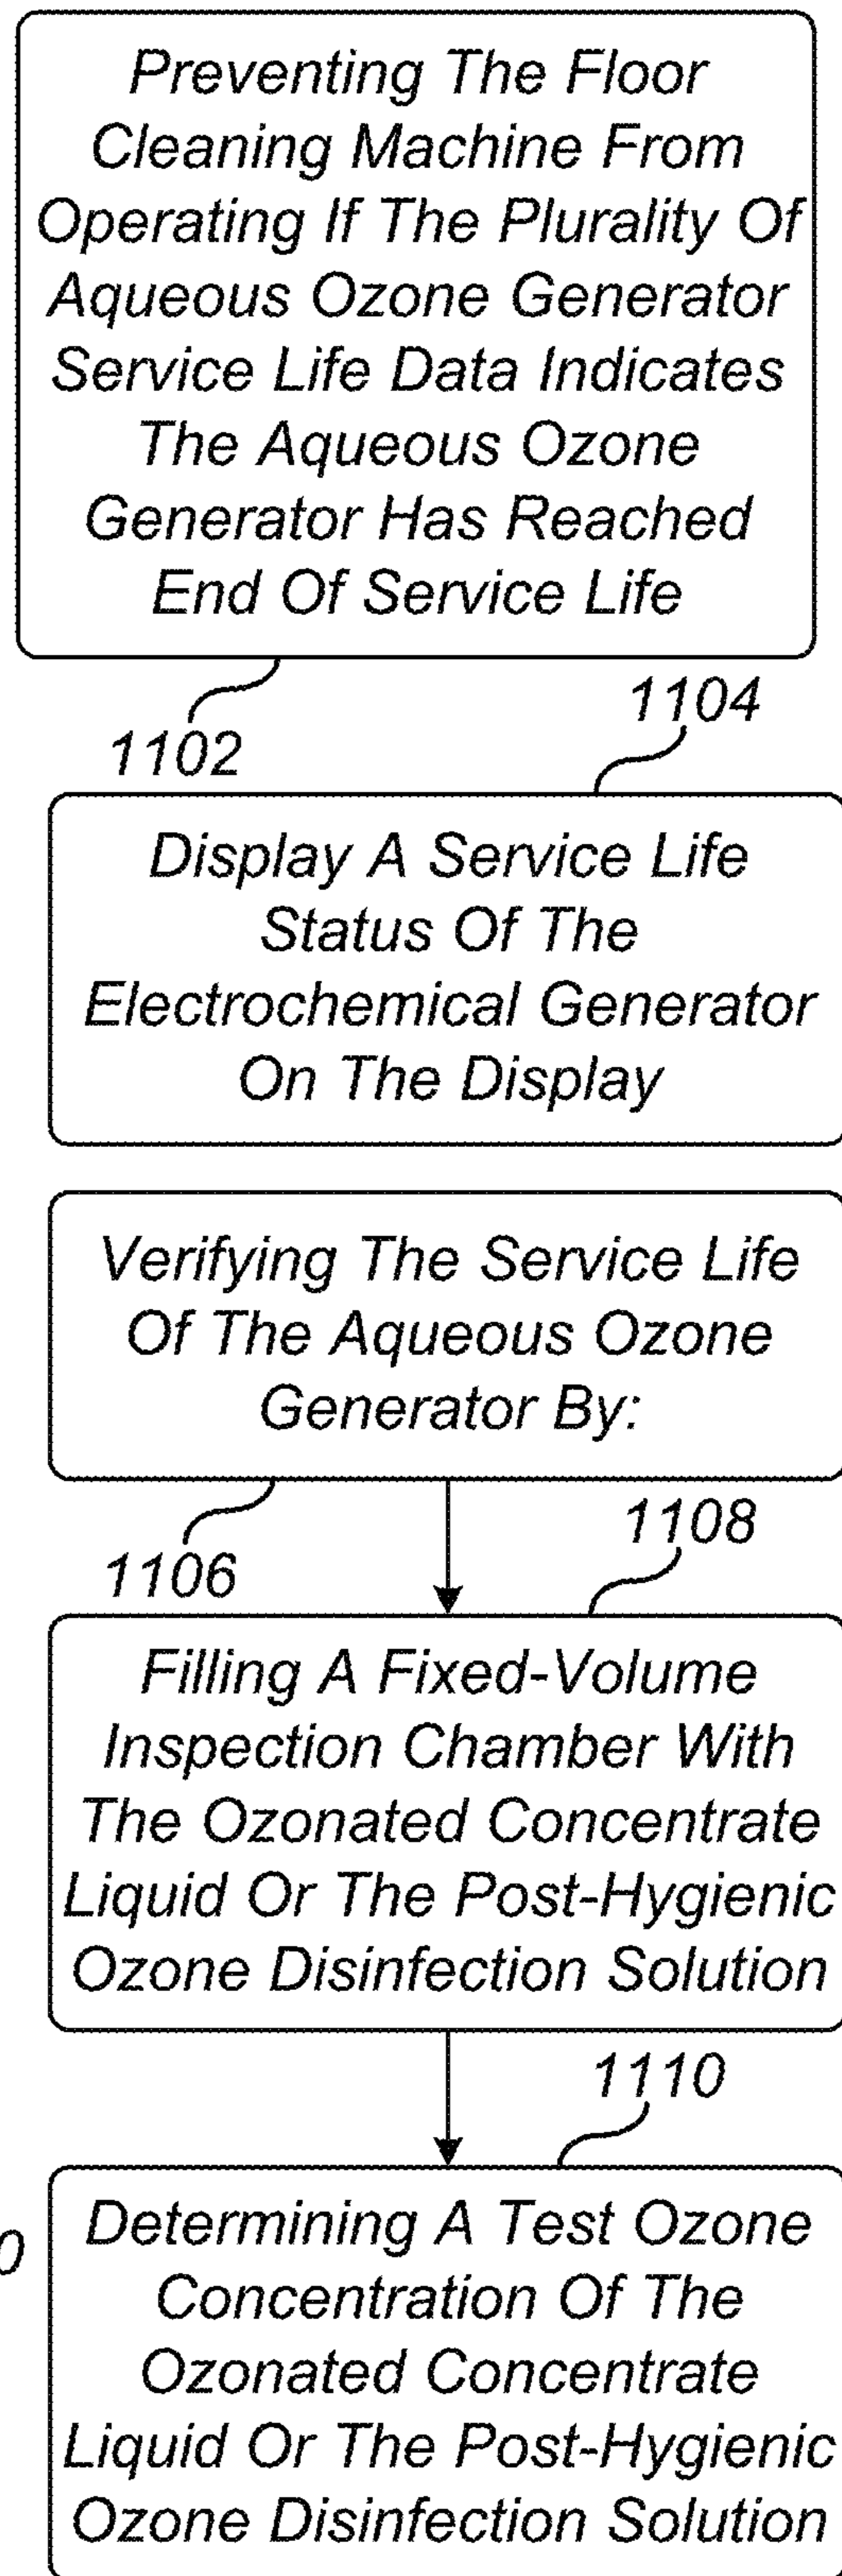 Preventing The Floor
Cleaning Machine From
Operating If The Plurality Of
Aqueous Ozone Generator
Service Life Data Indicates
The Aqueous Ozone
Generator Has Reached
End Of Service Life
1102
1104
Display A Service Life
Status Of The
Electrochemical Generator
On The Display
Verifying The Service Life
Of The Aqueous Ozone
Generator By:
1106
1108
Filling A Fixed-Volume
Inspection Chamber With
The Ozonated Concentrate
Liquid Or The Post-Hygienic
Ozone Disinfection Solution
1110
Determining A Test Ozone
Concentration Of The
Ozonated Concentrate
Liquid Or The Post-Hygienic
Ozone Disinfection Solution